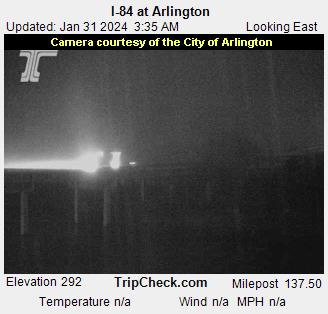 I-84 at Arlington
Updated: Jan 31 2024 3:35 AM Looking East
Camera courtesy of the City of Arlington
Elevation 292 TripCheck.com Milepost 137.50
Temperature n/a Wind n/a MPH n/a